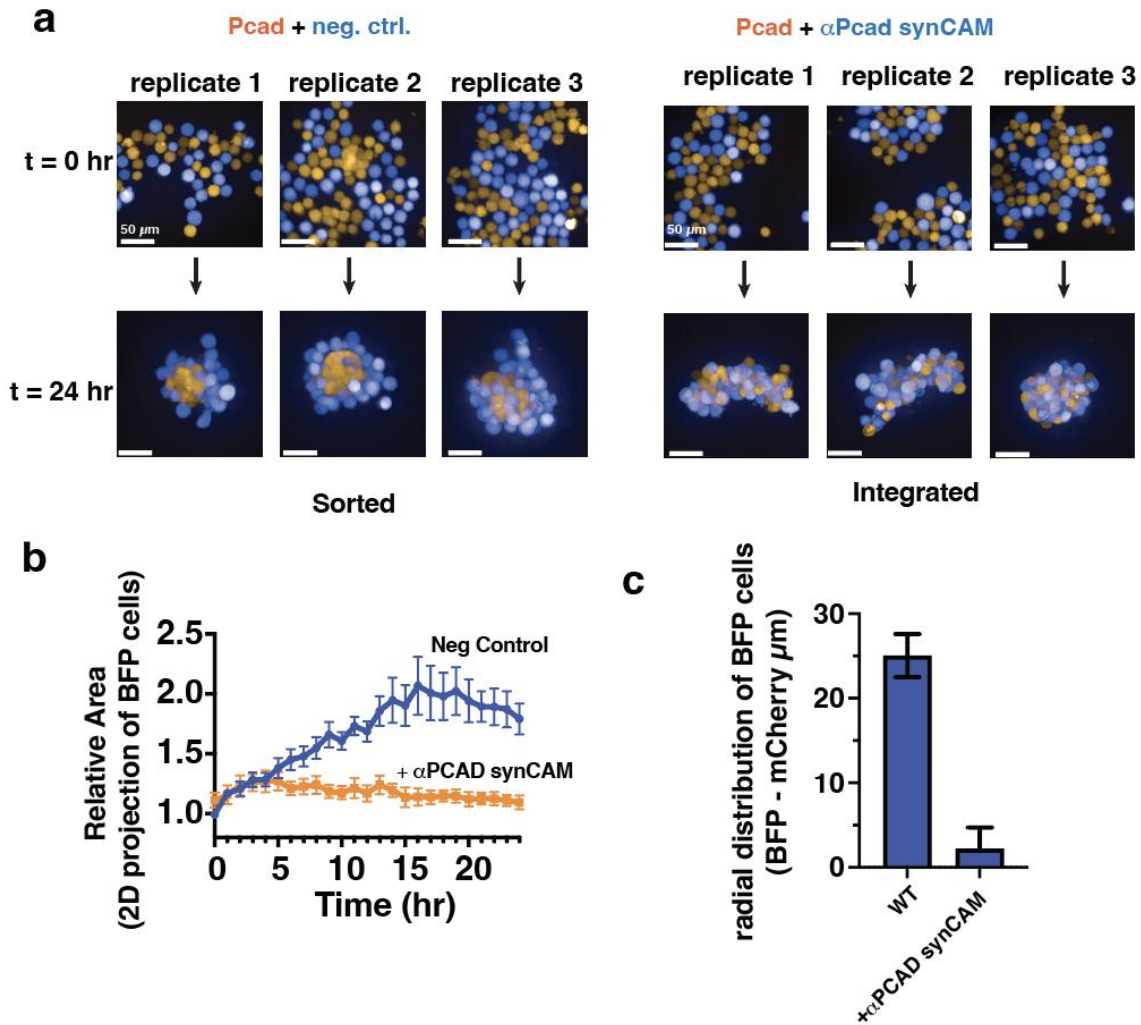 a
Pcad + neg. ctrl.
Pcad + αPcad synCAM
replicate 1 replicate 2 replicate 3
replicate 1 replicate 2 replicate 3
t = 0 hr
50 µm
50 µm
t = 24 hr
Sorted
Integrated
b
Relative Area
(2D projection of BFP cells)
2.5
2.0
1.5
1.0
Neg Control
+ αPCAD synCAM
0 5 10 15 20
Time (hr)
c
radial distribution of BFP cells
(BFP - mCherry µm)
30
20
10
0
WT
+αPCAD synCAM